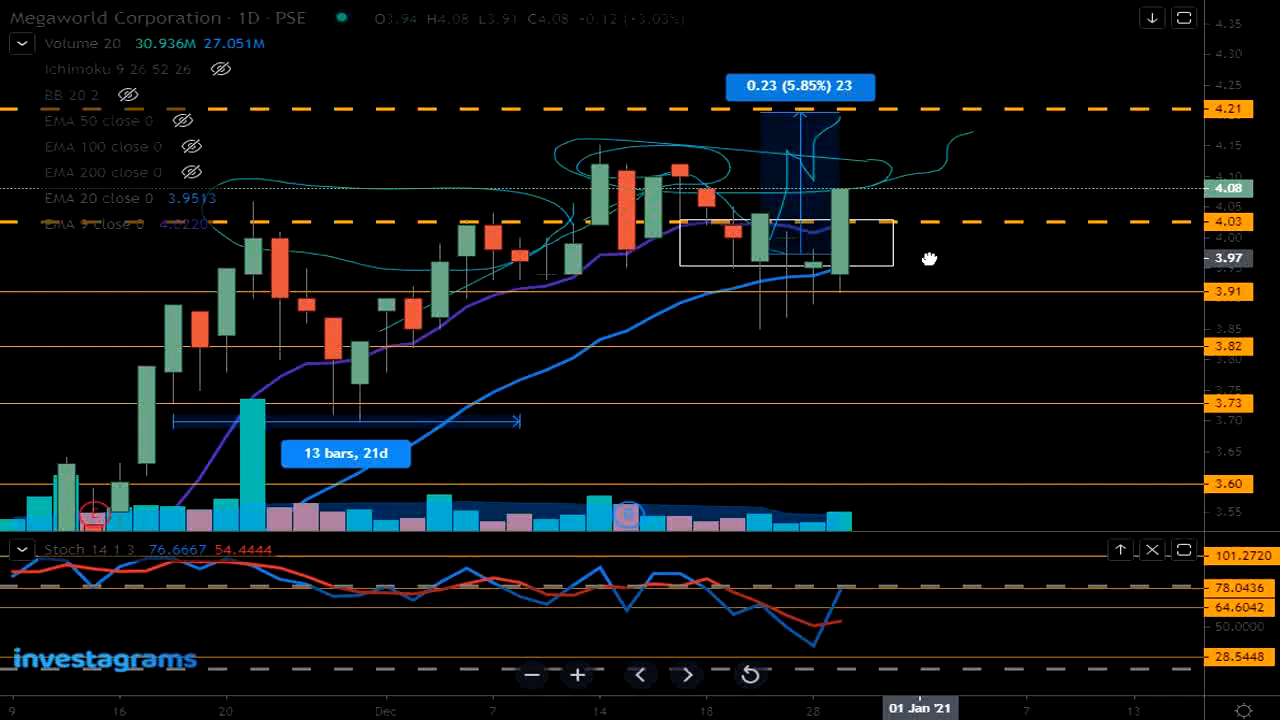 Megaworld Corporation · 1D · PSE O3.94 H4.08 L3.91 C4.08 +0.12 (+3.03%)
Volume 20 30.936M 27.051M
Ichimoku 9 26 52 26
BB 20 2
EMA 50 close 0
EMA 100 close 0
EMA 200 close 0
EMA 20 close 0 3.9513
EMA 9 close 0 4.0220
0.23 (5.85%) 23
13 bars, 21d
4.35
4.30
4.25
4.21
4.15
4.10
4.08
4.05
4.03
4.00
3.97
3.95
3.91
3.85
3.82
3.80
3.75
3.73
3.70
3.65
3.60
3.55
Stoch 14 1 3 76.6667 54.4444
101.2720
78.0436
64.6042
50.0000
28.5448
investagrams
9 16 20 Dec 7 14 18 28 01 Jan '21 7 13